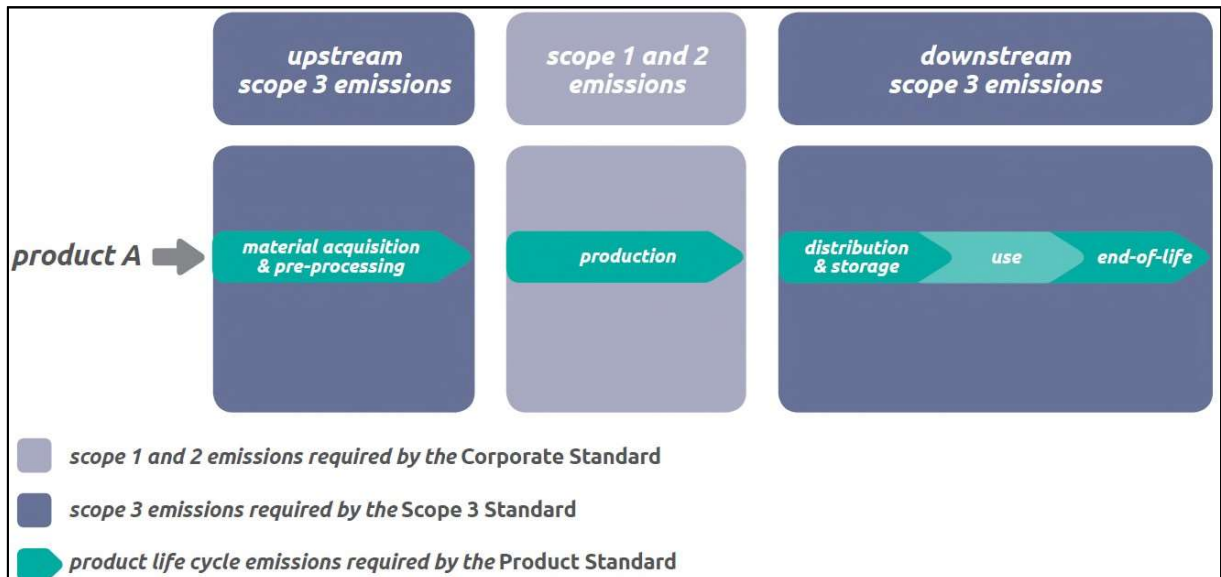 upstream
scope 3 emissions
scope 1 and 2
emissions
downstream
scope 3 emissions
product A
material acquisition
& pre-processing
production
distribution
& storage
use
end-of-life
scope 1 and 2 emissions required by the Corporate Standard
scope 3 emissions required by the Scope 3 Standard
product life cycle emissions required by the Product Standard